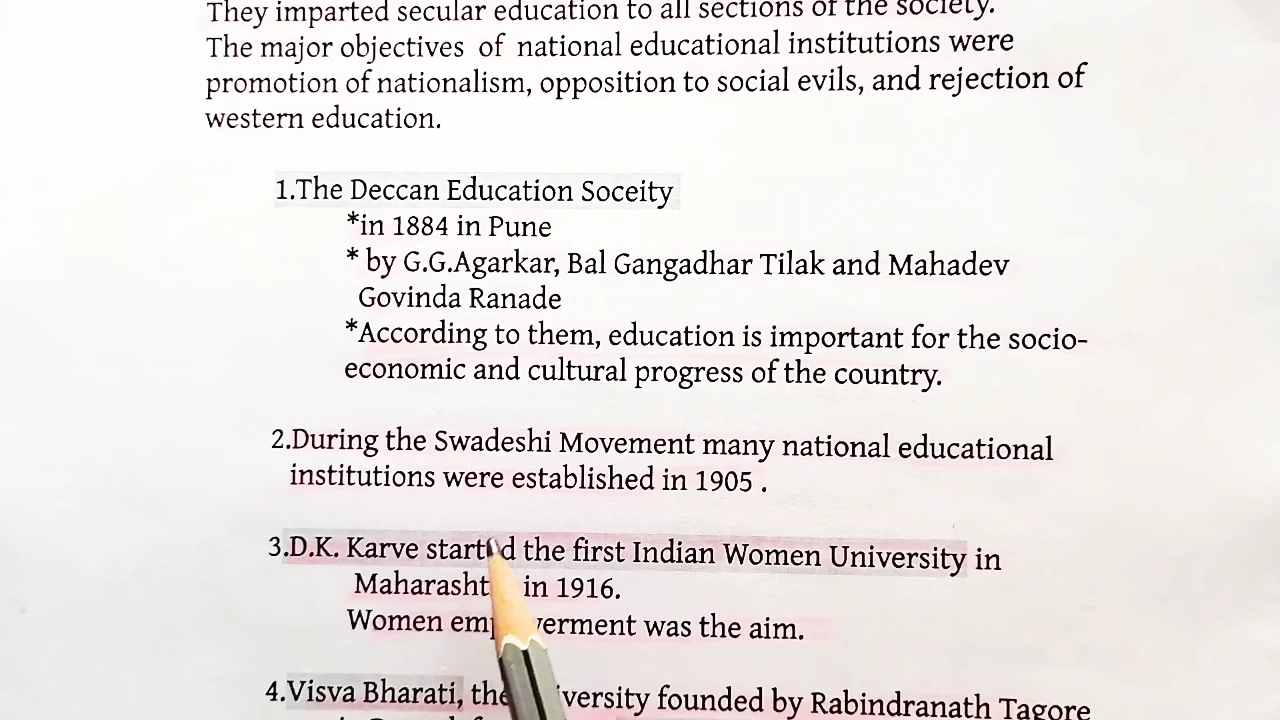 They imparted secular education to all sections of the society.
The major objectives of national educational institutions were
promotion of nationalism, opposition to social evils, and rejection of
western education.
1.The Deccan Education Soceity
*in 1884 in Pune
* by G.G.Agarkar, Bal Gangadhar Tilak and Mahadev
Govinda Ranade
*According to them, education is important for the socio-
economic and cultural progress of the country.
2.During the Swadeshi Movement many national educational
institutions were established in 1905 .
3.D.K. Karve started the first Indian Women University in
in 1916.
Women was the aim.
4.Visva Bharati, founded by Rabindranath Tagore